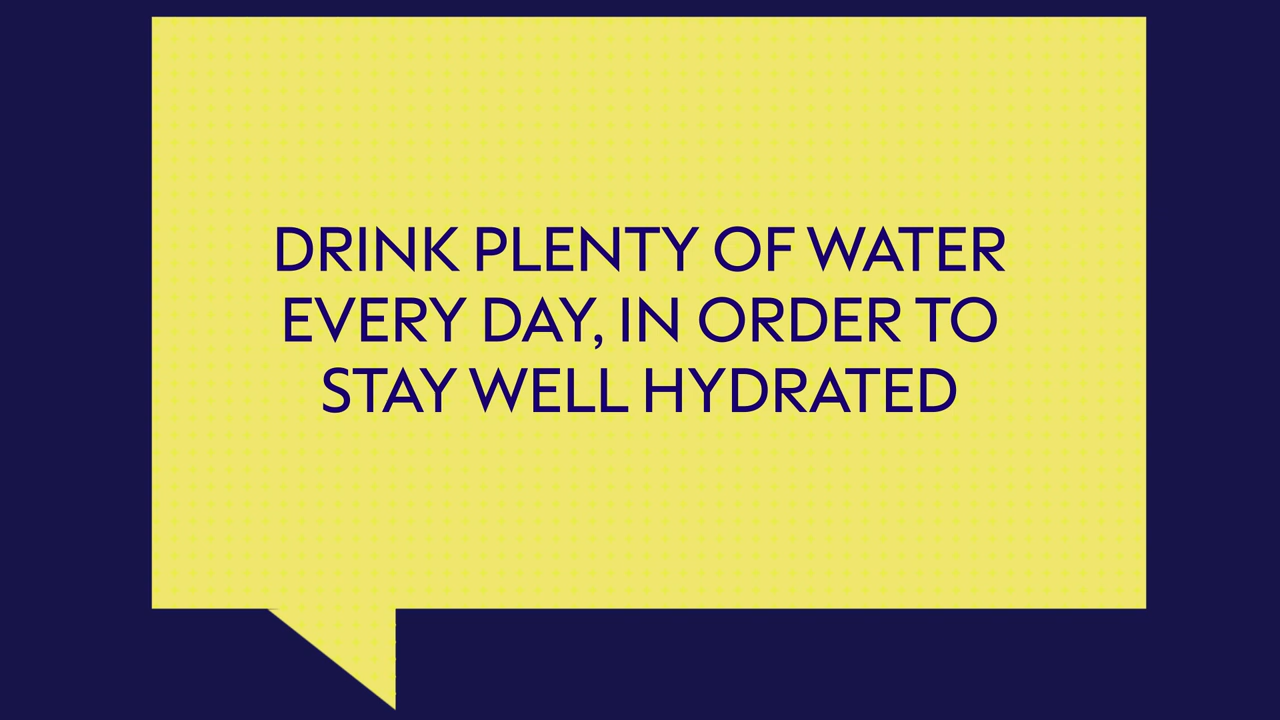 DRINK PLENTY OF WATER
EVERY DAY, IN ORDER TO
STAY WELL HYDRATED